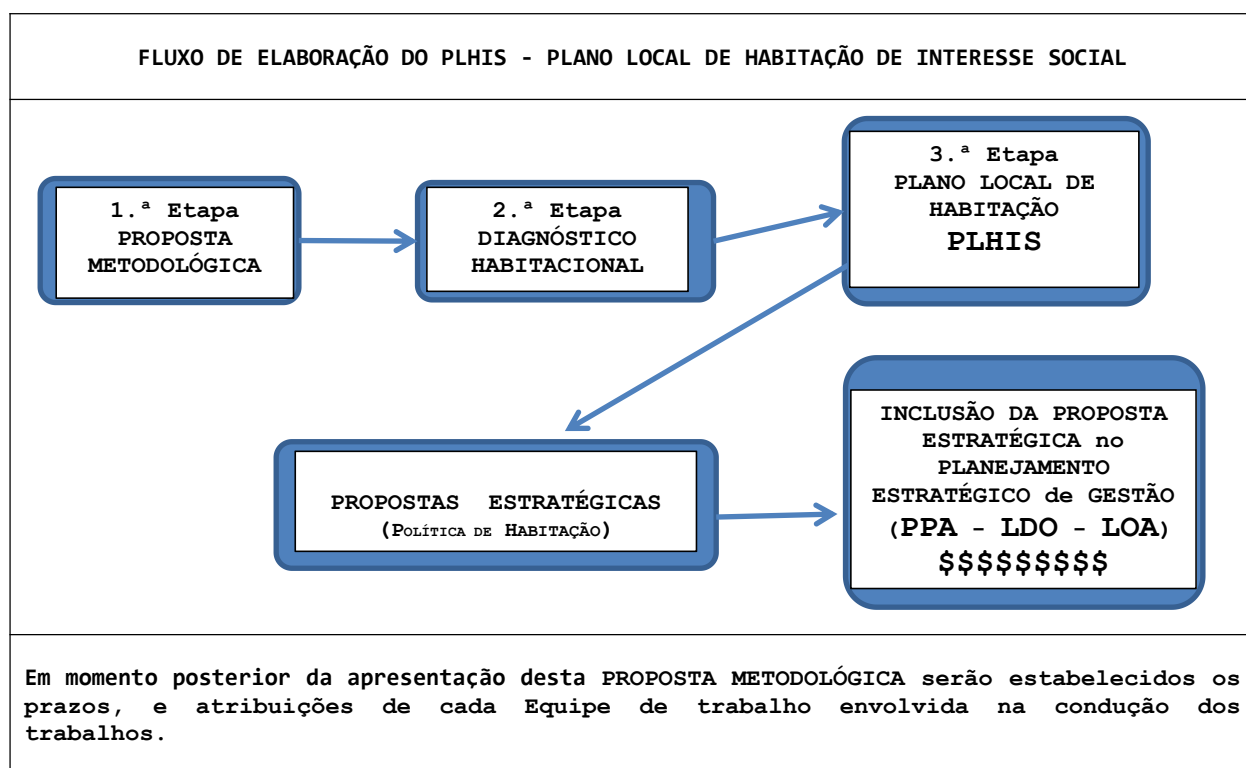 FLUXO DE ELABORAÇÃO DO PLHIS - PLANO LOCAL DE HABITAÇÃO DE INTERESSE SOCIAL
1.ª Etapa
PROPOSTA
METODOLÓGICA
2.ª Etapa
DIAGNÓSTICO
HABITACIONAL
3.ª Etapa
PLANO LOCAL DE
HABITAÇÃO
PLHIS
PROPOSTAS ESTRATÉGICAS
(POLÍTICA DE HABITAÇÃO)
INCLUSÃO DA PROPOSTA
ESTRATÉGICA no
PLANEJAMENTO
ESTRATÉGICO de GESTÃO
(PPA - LDO - LOA)
$$$$$$$$$
Em momento posterior da apresentação desta PROPOSTA METODOLÓGICA serão estabelecidos os
prazos, e atribuições de cada Equipe de trabalho envolvida na condução dos
trabalhos.